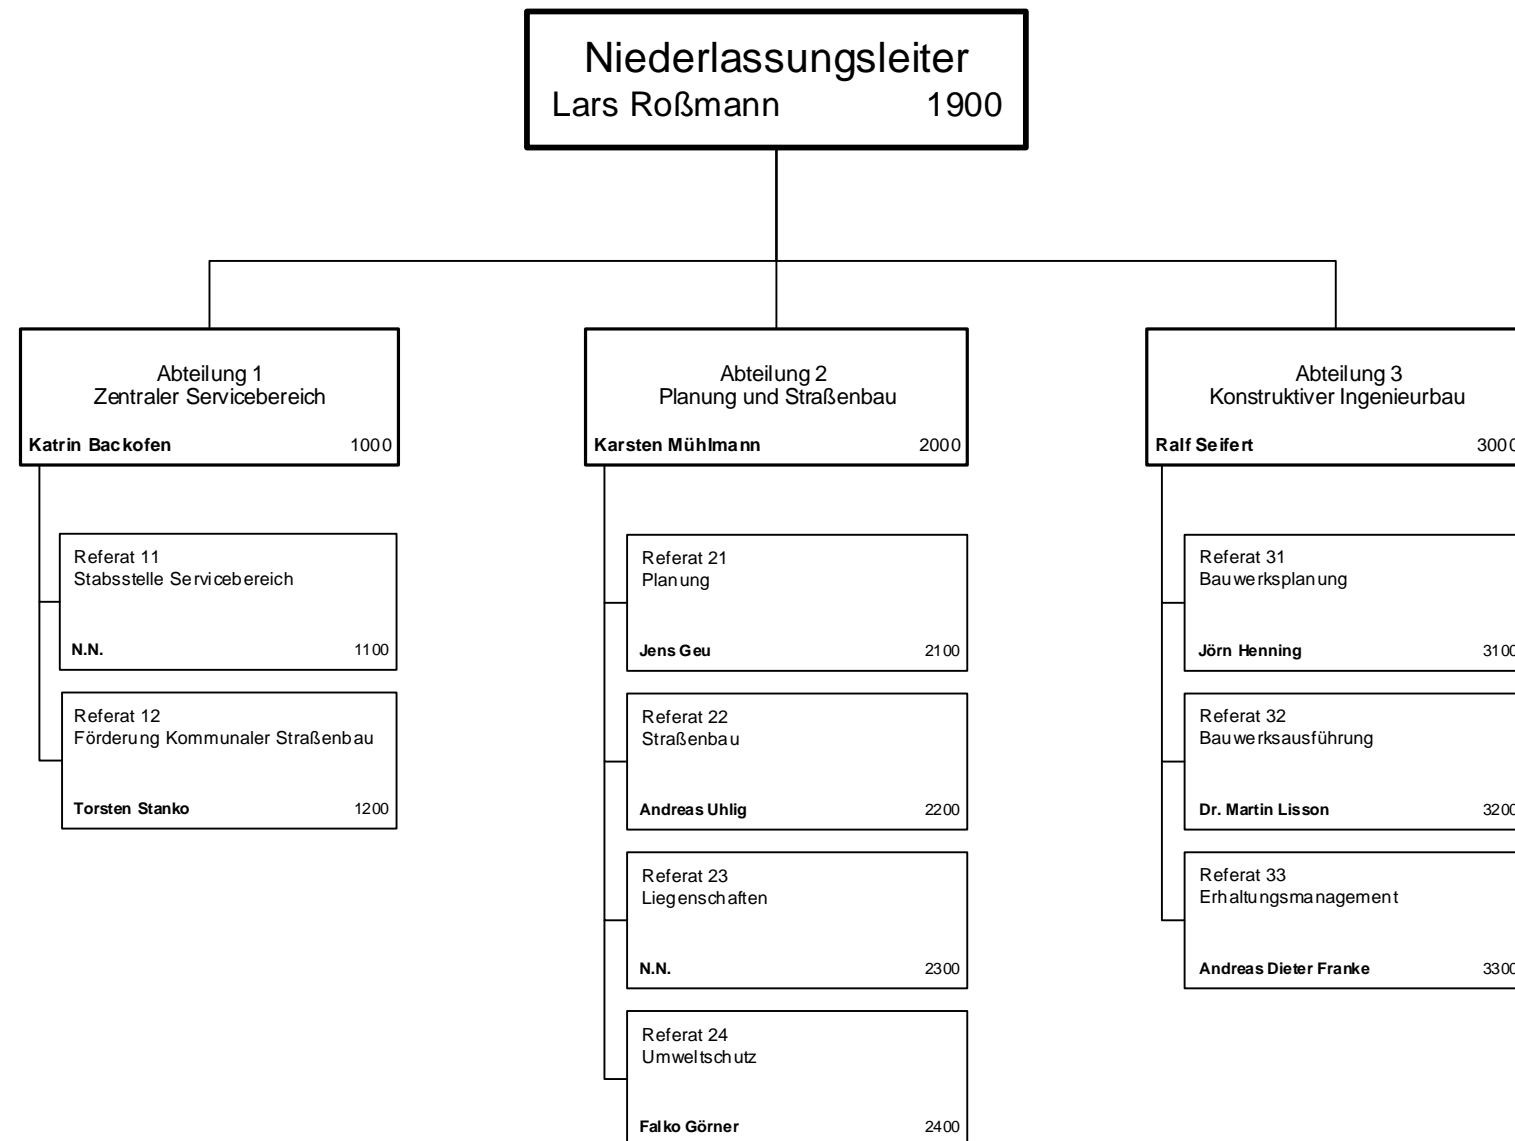 Niederlassungsleiter
Lars Roßmann 1900
Abteilung 1
Zentraler Servicebereich
Katrin Backofen 1000
Referat 11
Stabsstelle Servicebereich
N.N. 1100
Referat 12
Förderung Kommunaler Straßenbau
Torsten Stanko 1200
Abteilung 2
Planung und Straßenbau
Karsten Mühlmann 2000
Referat 21
Planung
Jens Geu 2100
Referat 22
Straßenbau
Andreas Uhlig 2200
Referat 23
Liegenschaften
N.N. 2300
Referat 24
Umweltschutz
Falko Görner 2400
Abteilung 3
Konstruktiver Ingenieurbau
Ralf Seifert 3000
Referat 31
Bauwerksplanung
Jörn Henning 3100
Referat 32
Bauwerksausführung
Dr. Martin Lisson 3200
Referat 33
Erhaltungsmanagement
Andreas Dieter Franke 3300